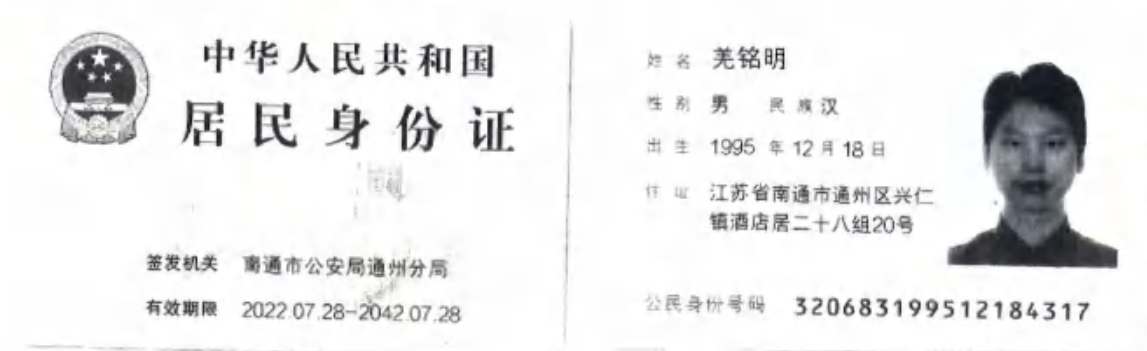 中华人民共和国
居民身份证
签发机关 南通市公安局通州分局
有效期限 2022.07.28-2042.07.28
姓名 羌铭明
性别 男 民族 汉
出生 1995 年 12 月 18 日
住址 江苏省南通市通州区兴仁
镇酒店居二十八组20号
公民身份号码 320683199512184317